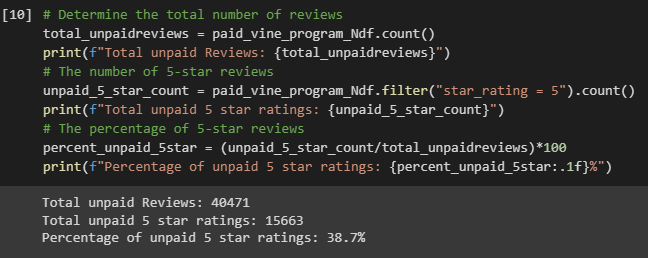 [10] # Determine the total number of reviews
total_unpaidreviews = paid_vine_program_Ndf.count()
print(f"Total unpaid Reviews: {total_unpaidreviews}")
# The number of 5-star reviews
unpaid_5_star_count = paid_vine_program_Ndf.filter("star_rating = 5").count()
print(f"Total unpaid 5 star ratings: {unpaid_5_star_count}")
# The percentage of 5-star reviews
percent_unpaid_5star = (unpaid_5_star_count/total_unpaidreviews)*100
print(f"Percentage of unpaid 5 star ratings: {percent_unpaid_5star:.1f}%")
Total unpaid Reviews: 40471
Total unpaid 5 star ratings: 15663
Percentage of unpaid 5 star ratings: 38.7%